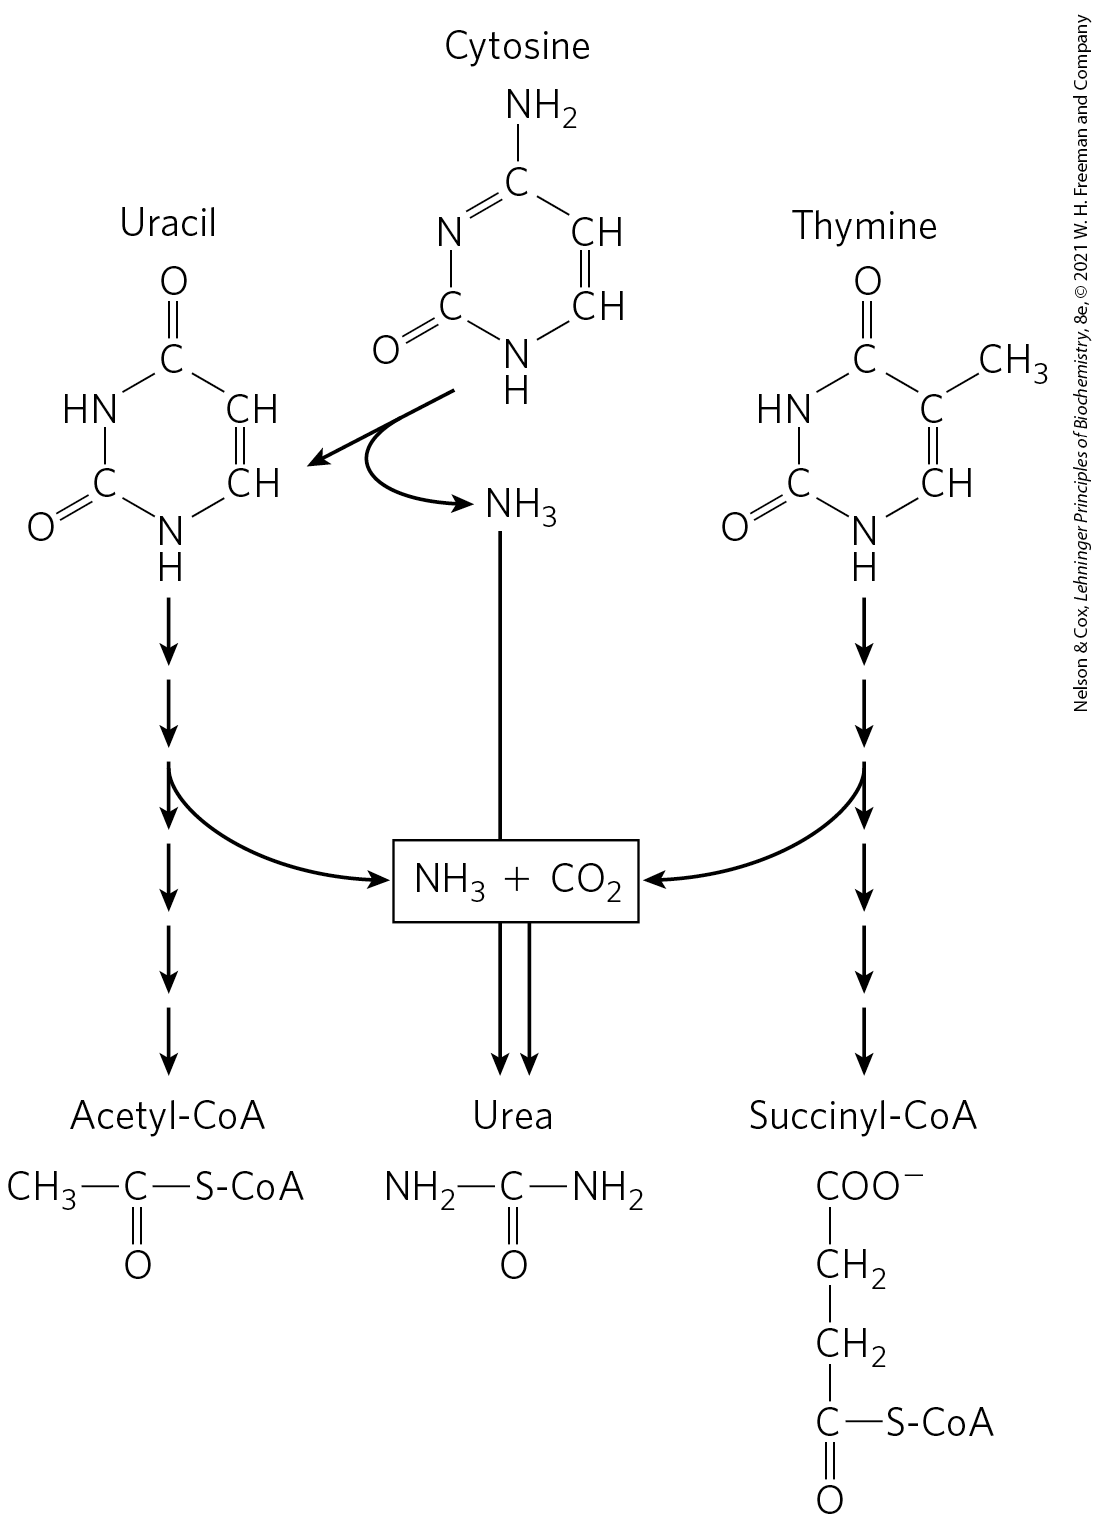 Cytosine
NH₂
C
N
CH
C
CH
O
N
H
Uracil
O
C
HN
CH
C
CH
O
N
H
Thymine
O
C
CH₃
HN
C
C
CH
O
N
H
NH₃
NH₃ + CO₂
Acetyl-CoA
CH₃—C—S-CoA
O
Urea
NH₂—C—NH₂
O
Succinyl-CoA
COO⁻
CH₂
CH₂
C—S-CoA
O
Nelson & Cox, Lehninger Principles of Biochemistry, 8e, © 2021 W. H. Freeman and Company